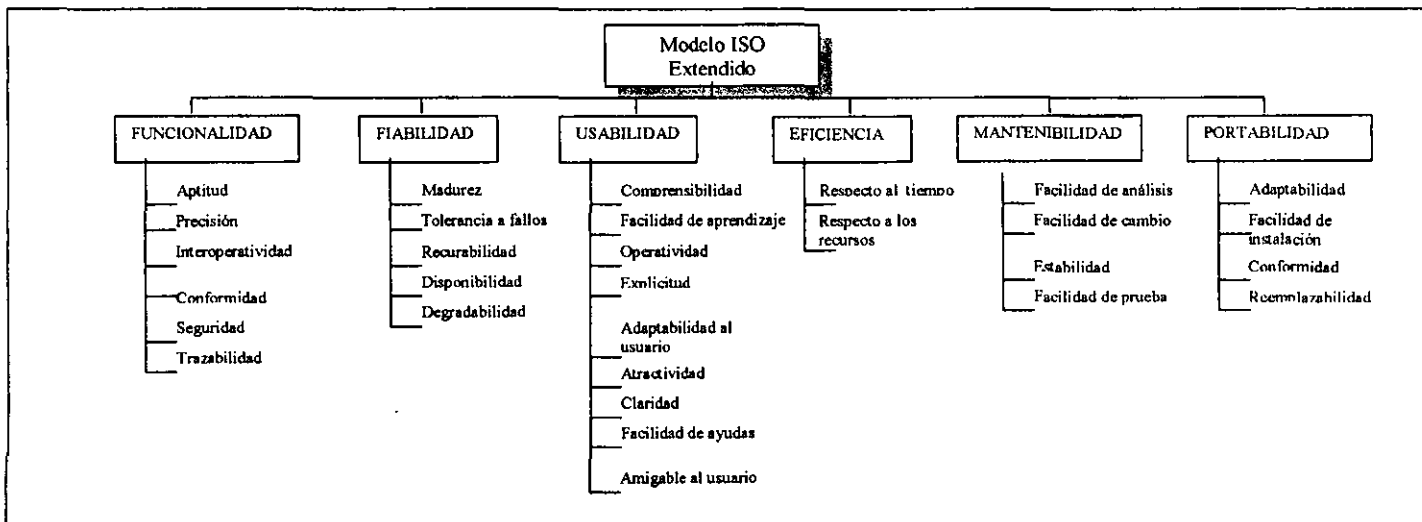 Modelo ISO
Extendido
FUNCIONALIDAD
Aptitud
Precisión
Interoperatividad
Conformidad
Seguridad
Trazabilidad
FIABILIDAD
Madurez
Tolerancia a fallos
Recurabilidad
Disponibilidad
Degradabilidad
USABILIDAD
Comprensibilidad
Facilidad de aprendizaje
Operatividad
Explicitud
Adaptabilidad al
usuario
Atractividad
Claridad
Facilidad de ayudas
Amigable al usuario
EFICIENCIA
Respecto al tiempo
Respecto a los
recursos
MANTENIBILIDAD
Facilidad de análisis
Facilidad de cambio
Estabilidad
Facilidad de prueba
PORTABILIDAD
Adaptabilidad
Facilidad de
instalación
Conformidad
Reemplazabilidad